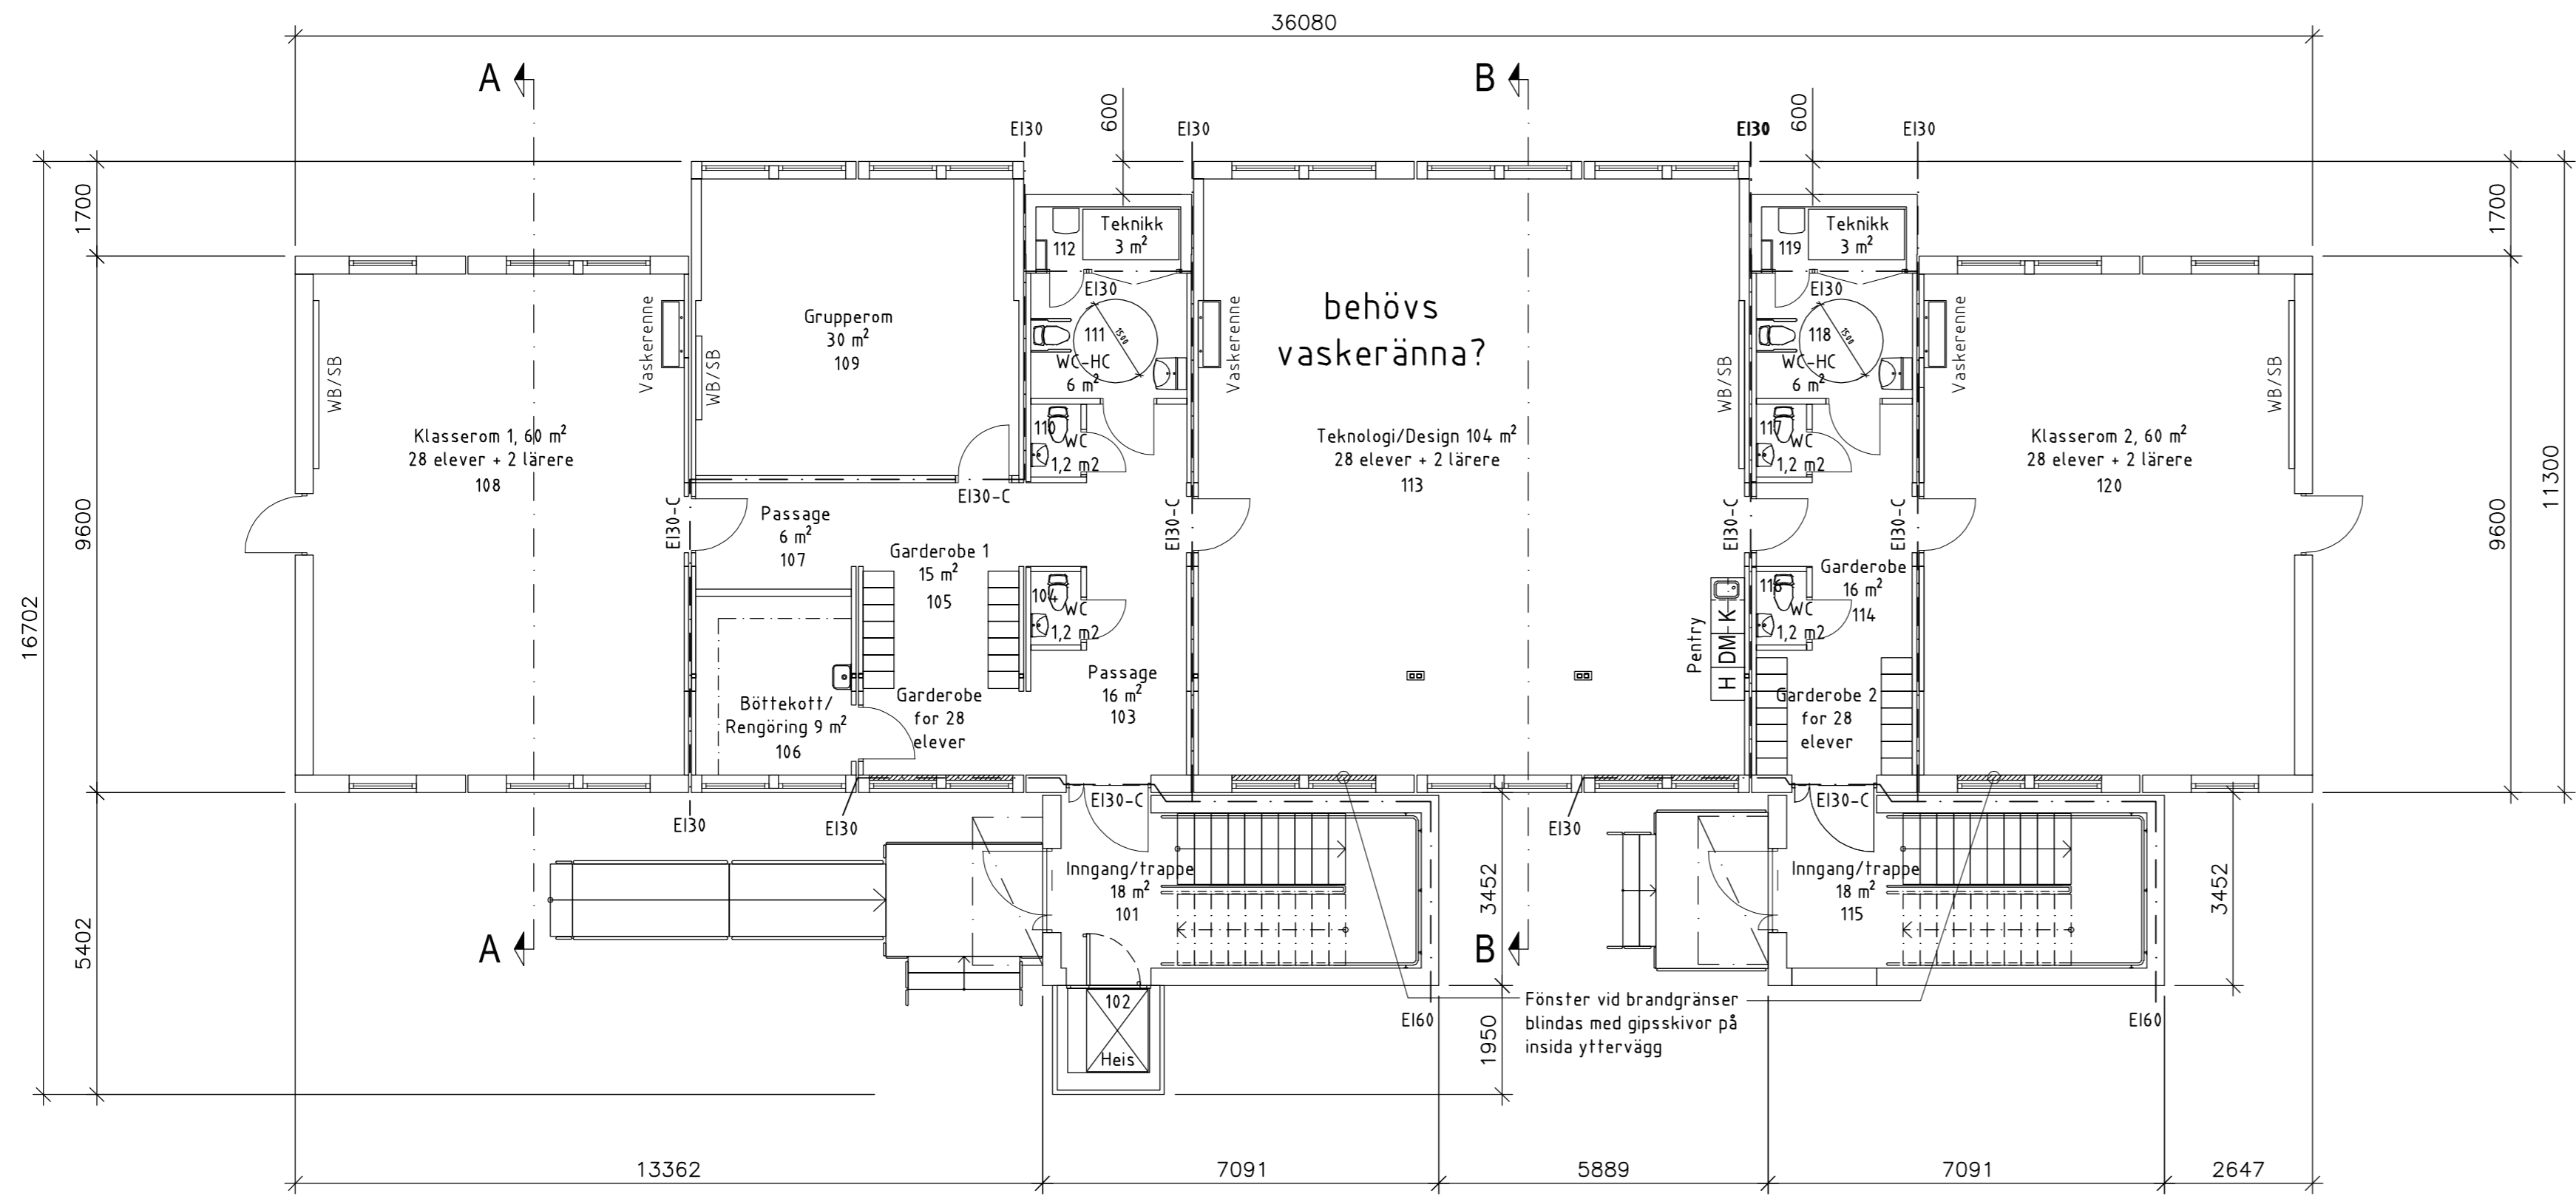 36080
A
B
600
600
EI30
EI30
EI30
EI30
1700
1700
Teknikk
3 m²
112
Teknikk
3 m²
119
EI30
EI30
Vaskerenne
WB/SB
WB/SB
Grupperom
30 m²
109
111
1500
WC-HC
6 m²
Vaskerenne
behövs
vaskeränna?
WB/SB
118
1500
WC-HC
6 m²
Vaskerenne
WB/SB
Klasserom 1, 60 m²
28 elever + 2 lärere
108
110
WC
1,2 m2
Teknologi/Design 104 m²
28 elever + 2 lärere
113
117
WC
1,2 m2
Klasserom 2, 60 m²
28 elever + 2 lärere
120
9600
16702
9600
11300
EI30-C
EI30-C
EI30-C
EI30-C
EI30-C
Passage
6 m²
107
Garderobe 1
15 m²
105
104
WC
1,2 m2
Garderobe
16 m²
114
116
WC
1,2 m2
Pentry
K
DM
H
Böttekott/
Rengöring 9 m²
106
Garderobe
for 28
elever
Passage
16 m²
103
Garderobe 2
for 28
elever
EI30
EI30
EI30-C
EI30
EI30-C
Inngang/trappe
18 m²
101
Inngang/trappe
18 m²
115
3452
3452
5402
A
B
102
Heis
1950
EI60
EI60
Fönster vid brandgränser
blindas med gipsskivor på
insida yttervägg
13362
7091
5889
7091
2647